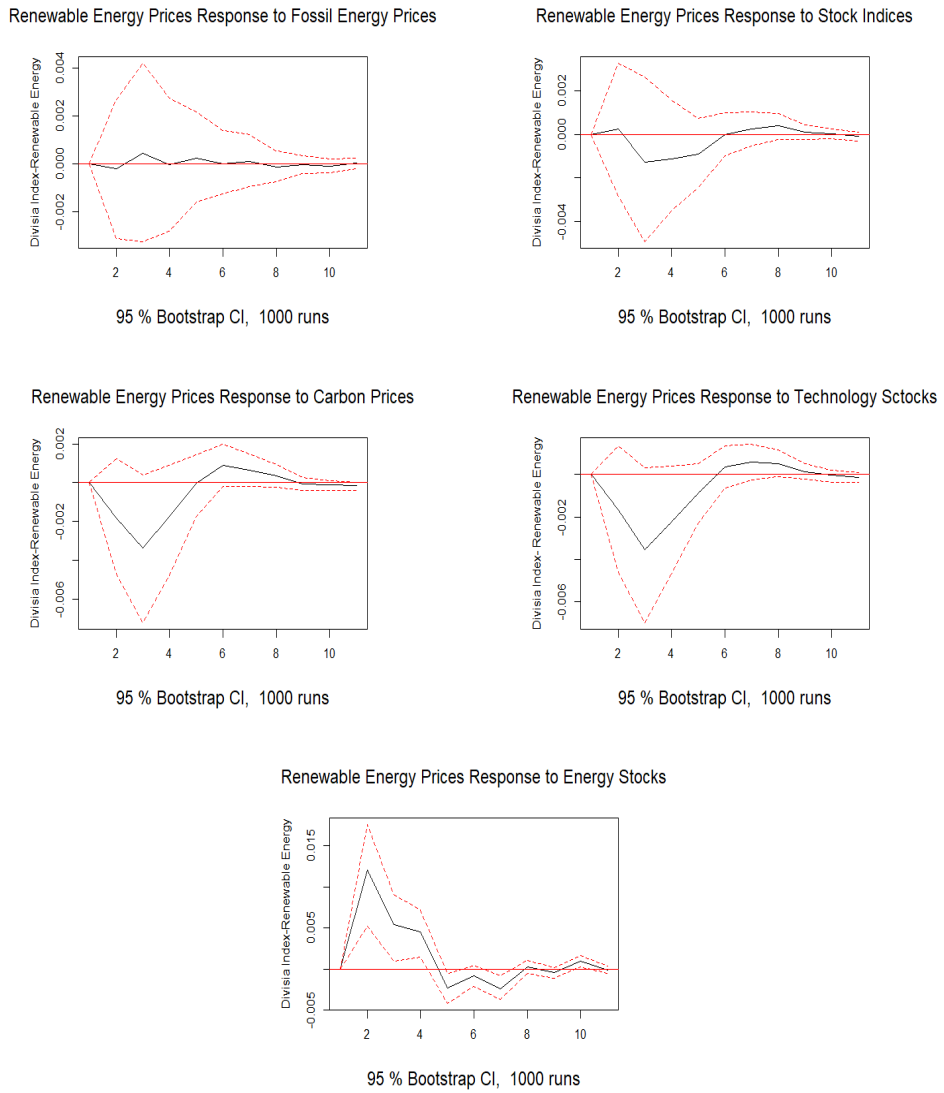 Renewable Energy Prices Response to Fossil Energy Prices
Divisia Index-Renewable Energy
0.004
0.002
0.000
-0.002
2 4 6 8 10
95 % Bootstrap CI, 1000 runs
Renewable Energy Prices Response to Stock Indices
Divisia Index-Renewable Energy
0.002
0.000
-0.004
2 4 6 8 10
95 % Bootstrap CI, 1000 runs
Renewable Energy Prices Response to Carbon Prices
Divisia Index-Renewable Energy
0.002
-0.002
-0.006
2 4 6 8 10
95 % Bootstrap CI, 1000 runs
Renewable Energy Prices Response to Technology Sctocks
Divisia Index- Renewable Energy
-0.002
-0.006
2 4 6 8 10
95 % Bootstrap CI, 1000 runs
Renewable Energy Prices Response to Energy Stocks
Divisia Index-Renewable Energy
0.015
0.005
-0.005
2 4 6 8 10
95 % Bootstrap CI, 1000 runs